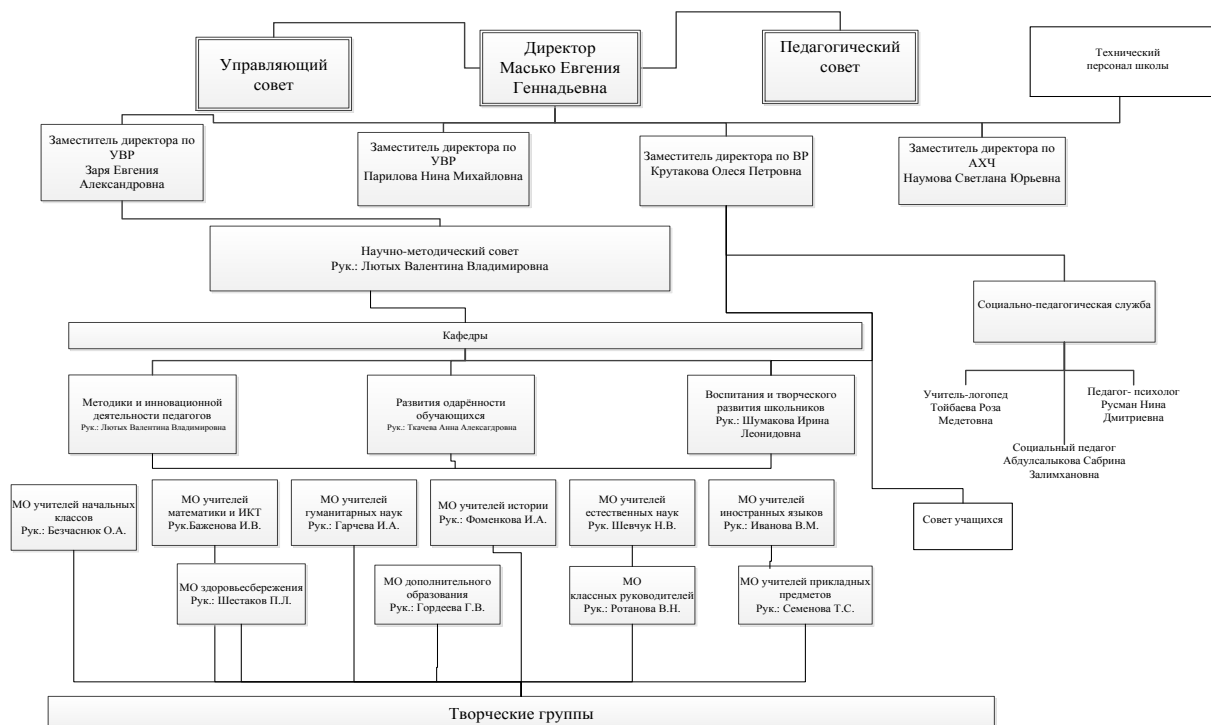 Управляющий
совет
Директор
Масько Евгения
Геннадьевна
Педагогический
совет
Технический
персонал школы
Заместитель директора по
УВР
Заря Евгения
Александровна
Заместитель директора по
УВР
Парилова Нина Михайловна
Заместитель директора по ВР
Крутакова Олеся Петровна
Заместитель директора по
АХЧ
Наумова Светлана Юрьевна
Научно-методический совет
Рук.: Лютых Валентина Владимировна
Социально-педагогическая служба
Кафедры
Методики и инновационной
деятельности педагогов
Рук.: Лютых Валентина Владимировна
Развития одарённости
обучающихся
Рук.: Ткачева Анна Алексагдровна
Воспитания и творческого
развития школьников
Рук.: Шумакова Ирина
Леонидовна
Учитель-логопед
Тойбаева Роза
Медетовна
Социальный педагог
Абдулсалыкова Сабрина
Залимхановна
Педагог- психолог
Русман Нина
Дмитриевна
МО учителей начальных
классов
Рук.: Безчаснюк О.А.
МО учителей
математики и ИКТ
Рук.Баженова И.В.
МО учителей
гуманитарных наук
Рук.: Гарчева И.А.
МО учителей истории
Рук.: Фоменкова И.А.
МО учителей
естественных наук
Рук. Шевчук Н.В.
МО учителей
иностранных языков
Рук.: Иванова В.М.
Совет учащихся
МО здоровьесбережения
Рук.: Шестаков П.Л.
МО дополнительного
образования
Рук.: Гордеева Г.В.
МО
классных руководителей
Рук.: Ротанова В.Н.
МО учителей прикладных
предметов
Рук.: Семенова Т.С.
Творческие группы